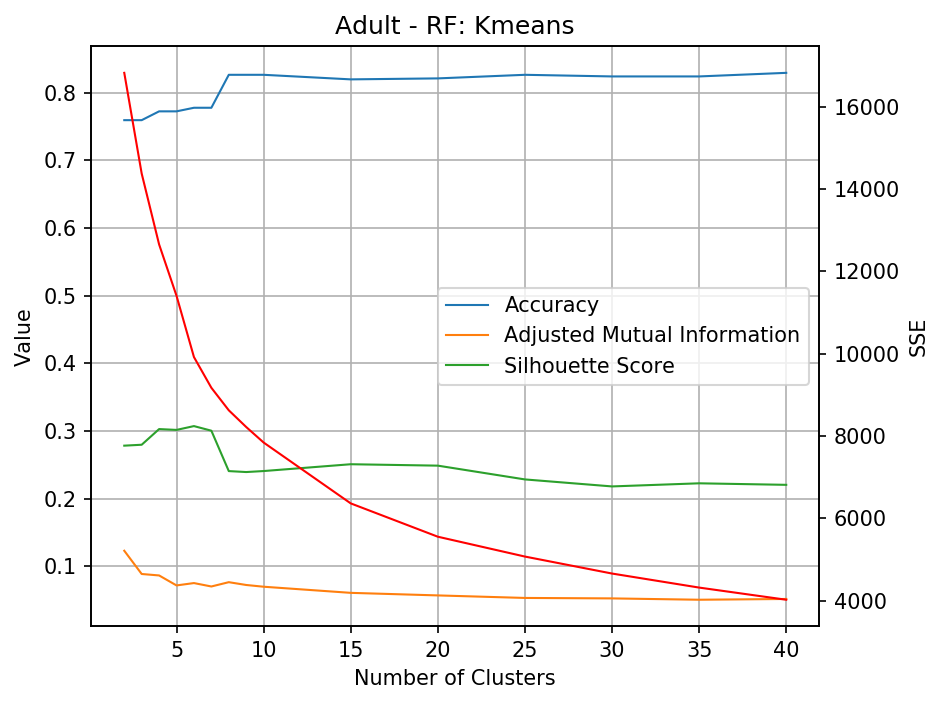 Adult - RF: Kmeans
0.8
0.7
0.6
0.5
0.4
0.3
0.2
0.1
Value
16000
14000
12000
10000
8000
6000
4000
SSE
Accuracy
Adjusted Mutual Information
Silhouette Score
5 10 15 20 25 30 35 40
Number of Clusters